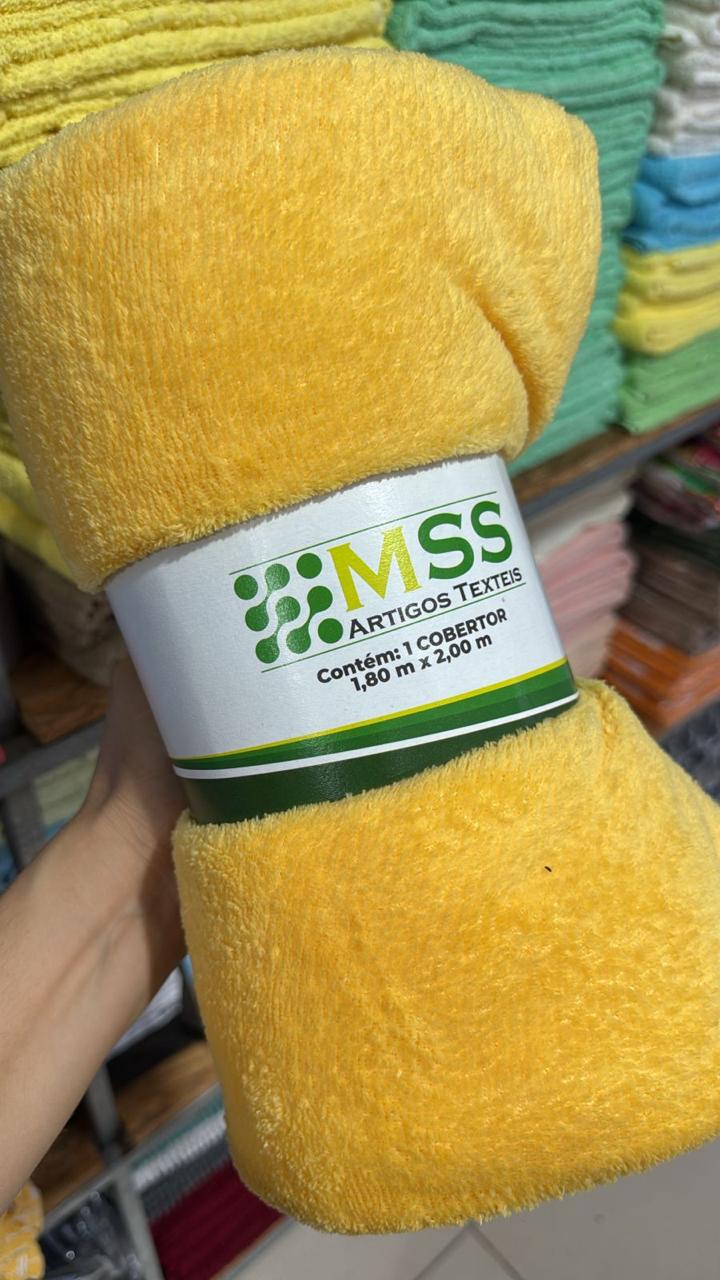 MSS
ARTIGOS TEXTEIS
Contém: 1 COBERTOR
1,80 m x 2,00 m